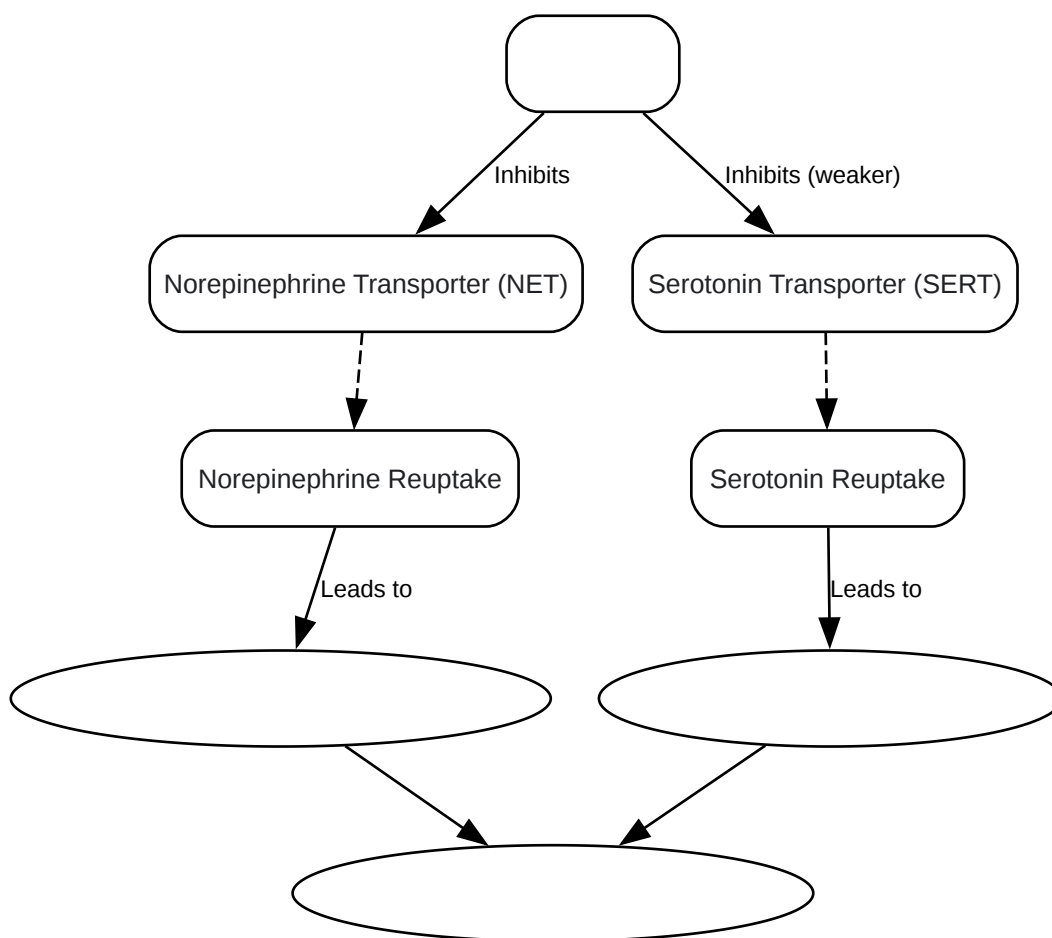 Inhibits
Inhibits (weaker)
Norepinephrine Transporter (NET)
Serotonin Transporter (SERT)
Norepinephrine Reuptake
Serotonin Reuptake
Leads to
Leads to